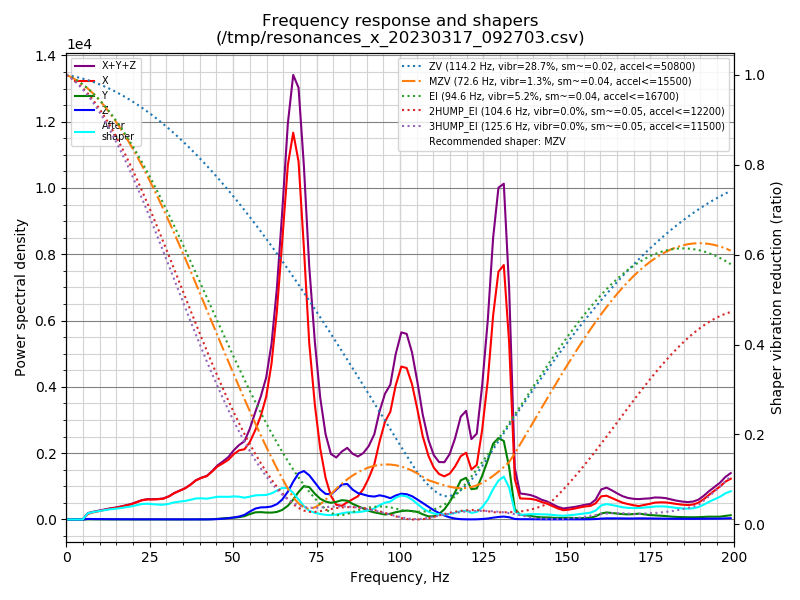 Frequency response and shapers
(/tmp/resonances_x_20230317_092703.csv)
1e4
X+Y+Z
X
Y
Z
After
shaper
ZV (114.2 Hz, vibr=28.7%, sm~=0.02, accel<=50800)
MZV (72.6 Hz, vibr=1.3%, sm~=0.04, accel<=15500)
EI (94.6 Hz, vibr=5.2%, sm~=0.04, accel<=16700)
2HUMP_EI (104.6 Hz, vibr=0.0%, sm~=0.05, accel<=12200)
3HUMP_EI (125.6 Hz, vibr=0.0%, sm~=0.05, accel<=11500)
Recommended shaper: MZV
Power spectral density
1.4
1.2
1.0
0.8
0.6
0.4
0.2
0.0
1.0
0.8
0.6
0.4
0.2
0.0
Shaper vibration reduction (ratio)
0 25 50 75 100 125 150 175 200
Frequency, Hz